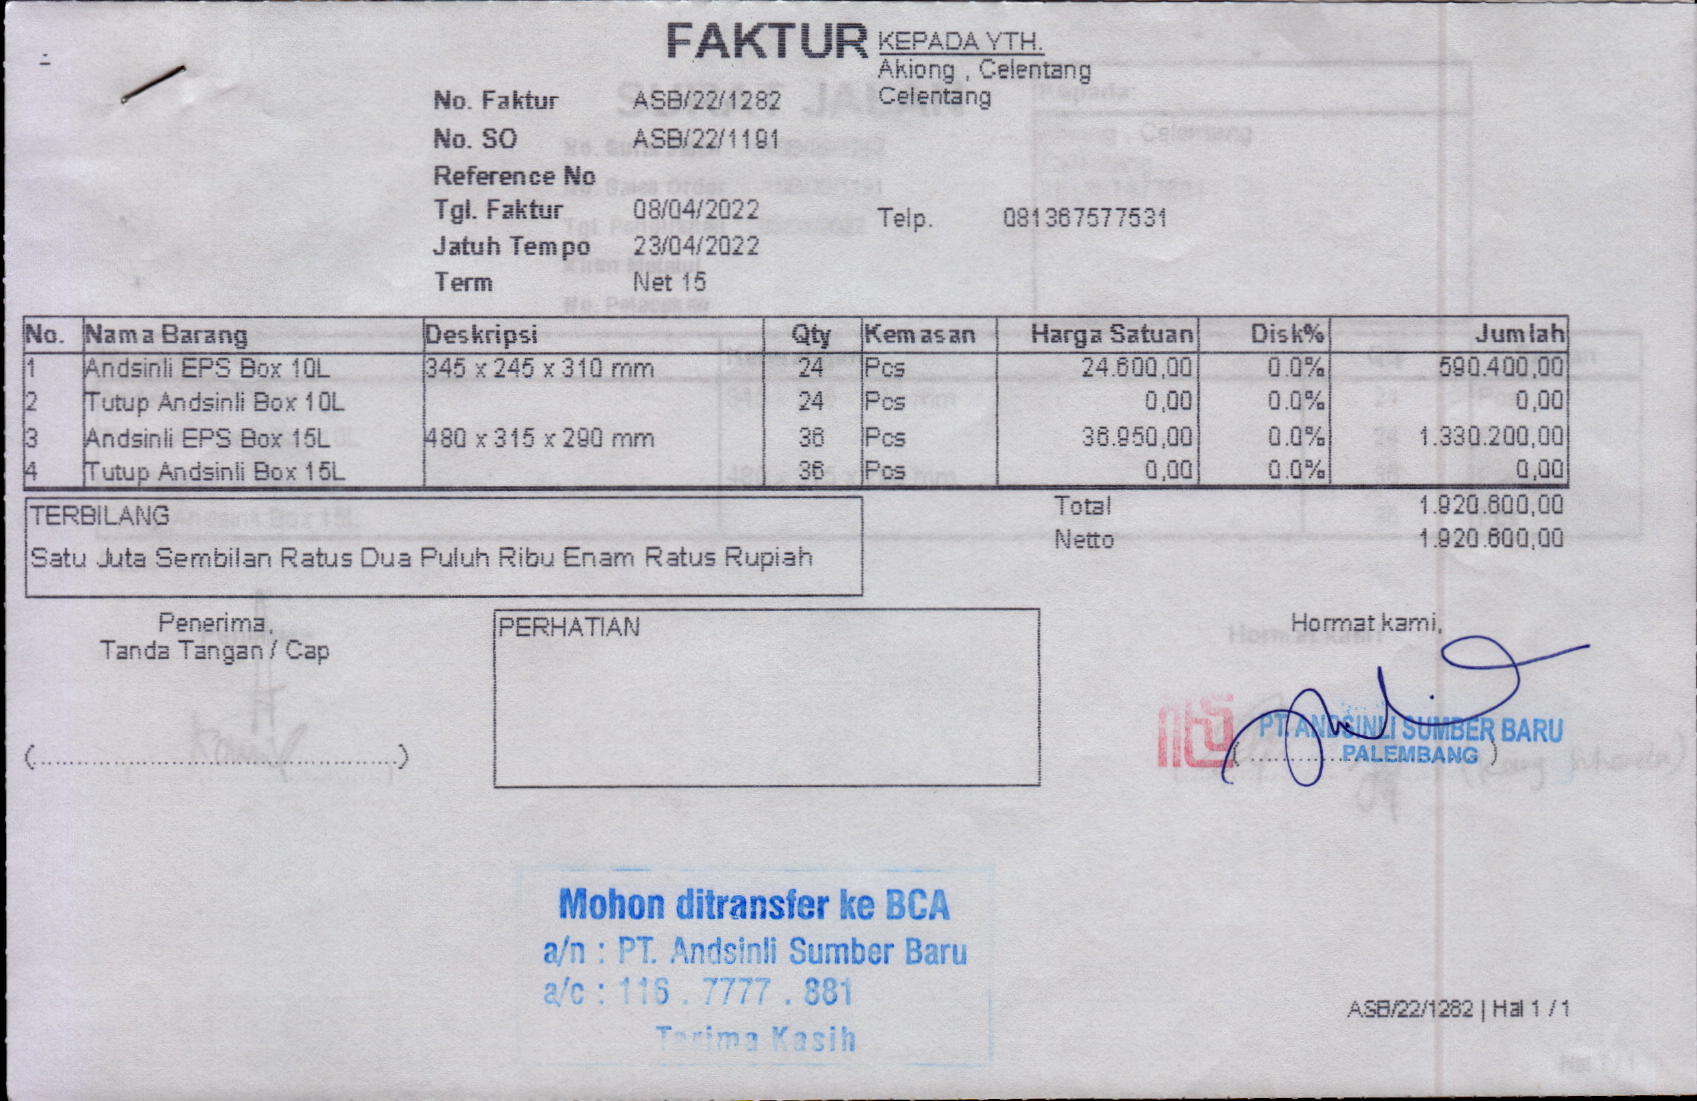 FAKTUR
KEPADA YTH.
Akiong , Celentang
Celentang
No. Faktur ASB/22/1282
No. SO ASB/22/1191
Reference No
Tgl. Faktur 08/04/2022
Telp. 081367577531
Jatuh Tempo 23/04/2022
Term Net 15
No. Nama Barang Deskripsi Qty Kemasan Harga Satuan Disk% Jumlah
1 Andsinli EPS Box 10L 345 x 245 x 310 mm 24 Pcs 24.600,00 0.0% 590.400,00
2 Tutup Andsinli Box 10L 24 Pcs 0,00 0.0% 0,00
3 Andsinli EPS Box 15L 480 x 315 x 290 mm 36 Pcs 36.950,00 0.0% 1.330.200,00
4 Tutup Andsinli Box 15L 36 Pcs 0,00 0.0% 0,00
TERBILANG
Satu Juta Sembilan Ratus Dua Puluh Ribu Enam Ratus Rupiah
Total 1.920.600,00
Netto 1.920.600,00
Penerima,
Tanda Tangan / Cap
PERHATIAN
Hormat kami,
PT. ANDSINLI SUMBER BARU
PALEMBANG
Mohon ditransfer ke BCA
a/n : PT. Andsinli Sumber Baru
a/c : 116 . 7777 . 881
Terima Kasih
ASB/22/1282 | Hal 1 / 1